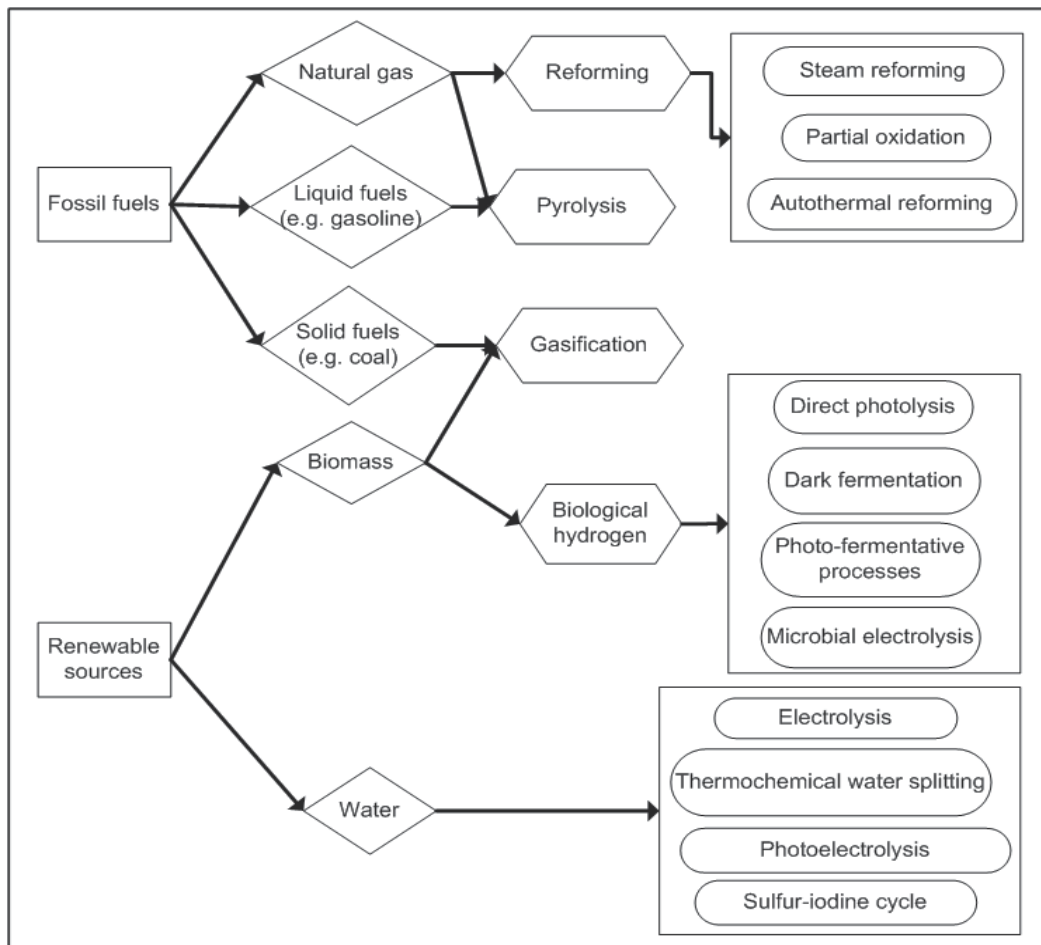 Natural gas
Reforming
Steam reforming
Partial oxidation
Autothermal reforming
Fossil fuels
Liquid fuels
(e.g. gasoline)
Pyrolysis
Solid fuels
(e.g. coal)
Gasification
Biomass
Biological
hydrogen
Direct photolysis
Dark fermentation
Photo-fermentative
processes
Microbial electrolysis
Renewable
sources
Water
Electrolysis
Thermochemical water splitting
Photoelectrolysis
Sulfur-iodine cycle